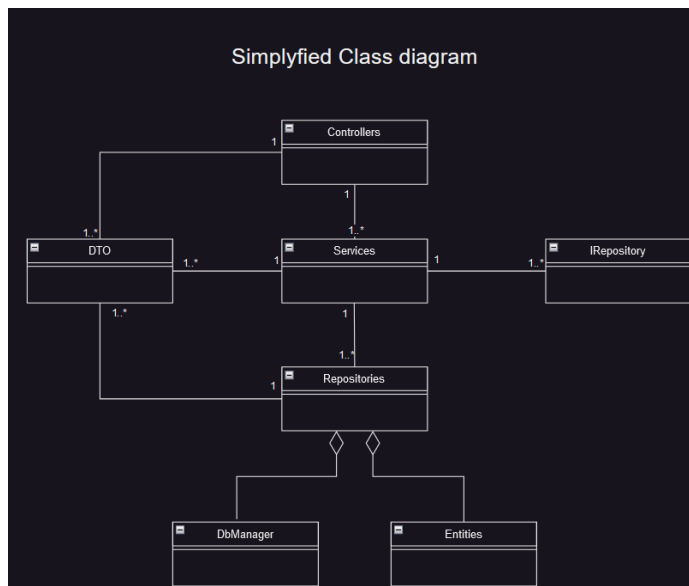 Simplyfied Class diagram
Controllers
1
1
1..*
1..*
DTO
Services
IRepository
1..*
1
1
1..*
1..*
1
1..*
1
Repositories
DbManager
Entities